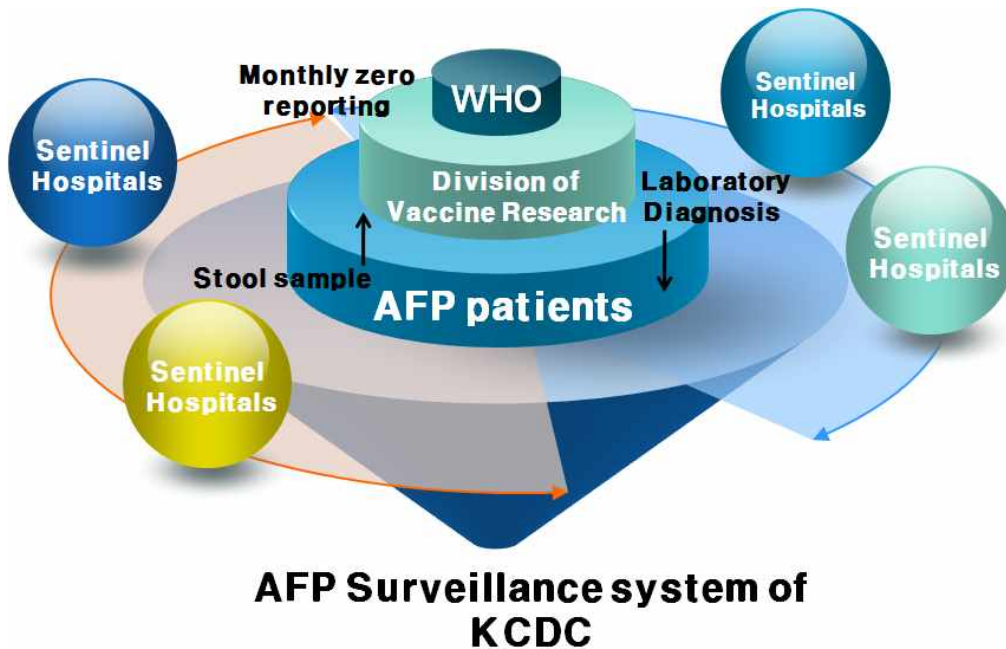 Monthly zero
reporting
WHO
Sentinel
Hospitals
Sentinel
Hospitals
Division of
Vaccine Research
Laboratory
Diagnosis
Sentinel
Hospitals
Stool sample
AFP patients
Sentinel
Hospitals
AFP Surveillance system of
KCDC